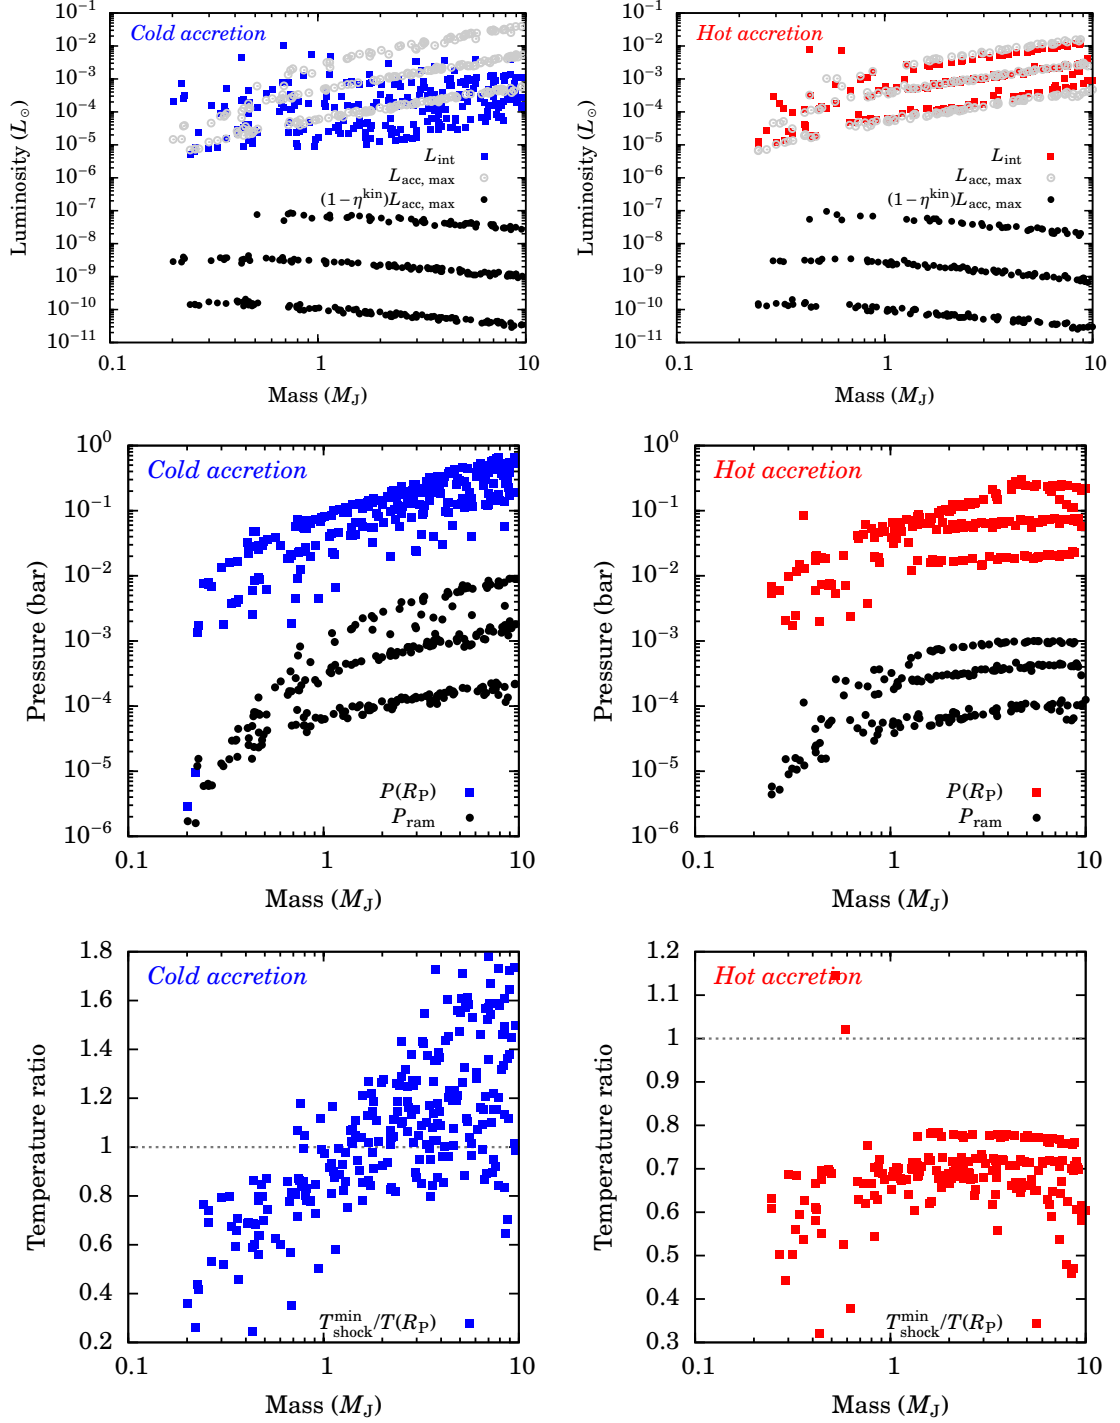 10⁻¹
10⁻²
10⁻³
10⁻⁴
10⁻⁵
10⁻⁶
10⁻⁷
10⁻⁸
10⁻⁹
10⁻¹⁰
10⁻¹¹
Luminosity (L☉)
Cold accretion
L_int
L_acc, max
(1−η^kin)L_acc, max
0.1 1 10
Mass (M_J)
10⁻¹
10⁻²
10⁻³
10⁻⁴
10⁻⁵
10⁻⁶
10⁻⁷
10⁻⁸
10⁻⁹
10⁻¹⁰
10⁻¹¹
Luminosity (L☉)
Hot accretion
L_int
L_acc, max
(1−η^kin)L_acc, max
0.1 1 10
Mass (M_J)
10⁰
10⁻¹
10⁻²
10⁻³
10⁻⁴
10⁻⁵
10⁻⁶
Pressure (bar)
Cold accretion
P(R_P)
P_ram
0.1 1 10
Mass (M_J)
10⁰
10⁻¹
10⁻²
10⁻³
10⁻⁴
10⁻⁵
10⁻⁶
Pressure (bar)
Hot accretion
P(R_P)
P_ram
0.1 1 10
Mass (M_J)
1.8
1.6
1.4
1.2
1
0.8
0.6
0.4
0.2
Temperature ratio
Cold accretion
T_shock^min/T(R_P)
0.1 1 10
Mass (M_J)
1.2
1.1
1
0.9
0.8
0.7
0.6
0.5
0.4
0.3
Temperature ratio
Hot accretion
T_shock^min/T(R_P)
0.1 1 10
Mass (M_J)